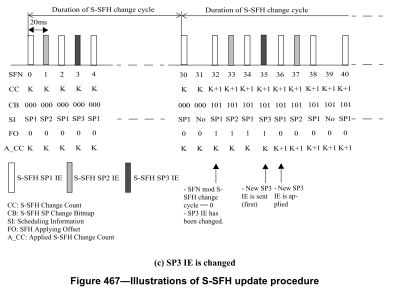 Duration of S-SFH change cycle Duration of S-SFH change cycle
20ms
SFN 0 1 2 3 4 30 31 32 33 34 35 36 37 38 39 40
CC K K K K K K K K+1 K+1 K+1 K+1 K+1 K+1 K+1 K+1 K+1
CB 000 000 000 000 000 000 000 101 101 101 101 101 101 101 101 101
SI SP1 SP2 SP1 SP3 SP1 SP1 No SP1 SP2 SP1 SP3 SP1 SP2 SP1 No SP1
FO 0 0 0 0 0 0 0 1 1 1 1 0 0 0 0 0
A_CC K K K K K K K K K K K K+1 K+1 K+1 K+1 K+1
S-SFH SP1 IE S-SFH SP2 IE S-SFH SP3 IE
CC: S-SFH Change Count
CB: S-SFH SP Change Bitmap
SI: Scheduling Information
FO: SFH Applying Offset
A_CC: Applied S-SFH Change Count
- SFN mod S-
SFH change
cycle == 0
- SP3 IE has
been changed.
- New SP3
IE is sent
(first)
- New SP3
IE is ap-
plied
(c) SP3 IE is changed
Figure 467—Illustrations of S-SFH update procedure